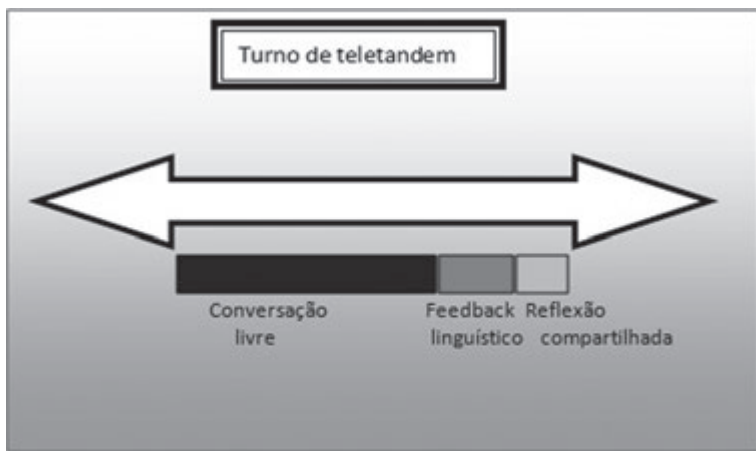 Turno de teletandem
Conversação
livre
Feedback
linguístico
Reflexão
compartilhada